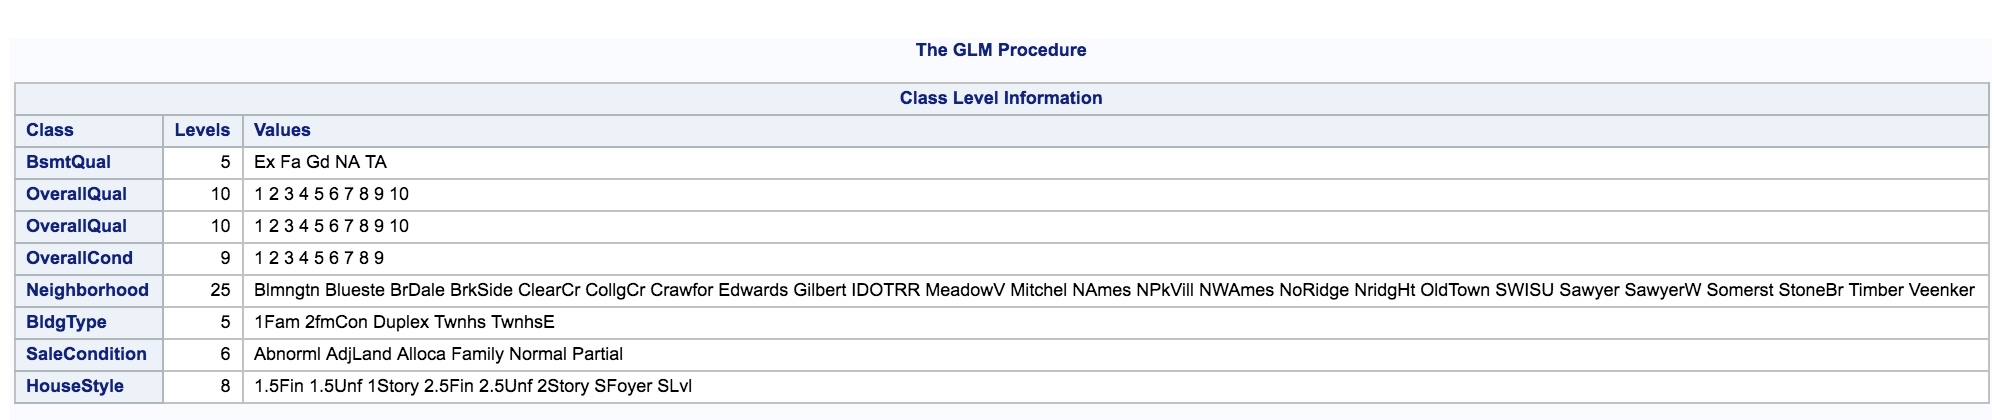 The GLM Procedure
Class Level Information
Class Levels Values
BsmtQual 5 Ex Fa Gd NA TA
OverallQual 10 1 2 3 4 5 6 7 8 9 10
OverallQual 10 1 2 3 4 5 6 7 8 9 10
OverallCond 9 1 2 3 4 5 6 7 8 9
Neighborhood 25 Blmngtn Blueste BrDale BrkSide ClearCr CollgCr Crawfor Edwards Gilbert IDOTRR MeadowV Mitchel NAmes NPkVill NWAmes NoRidge NridgHt OldTown SWISU Sawyer SawyerW Somerst StoneBr Timber Veenker
BldgType 5 1Fam 2fmCon Duplex Twnhs TwnhsE
SaleCondition 6 Abnorml AdjLand Alloca Family Normal Partial
HouseStyle 8 1.5Fin 1.5Unf 1Story 2.5Fin 2.5Unf 2Story SFoyer SLvl